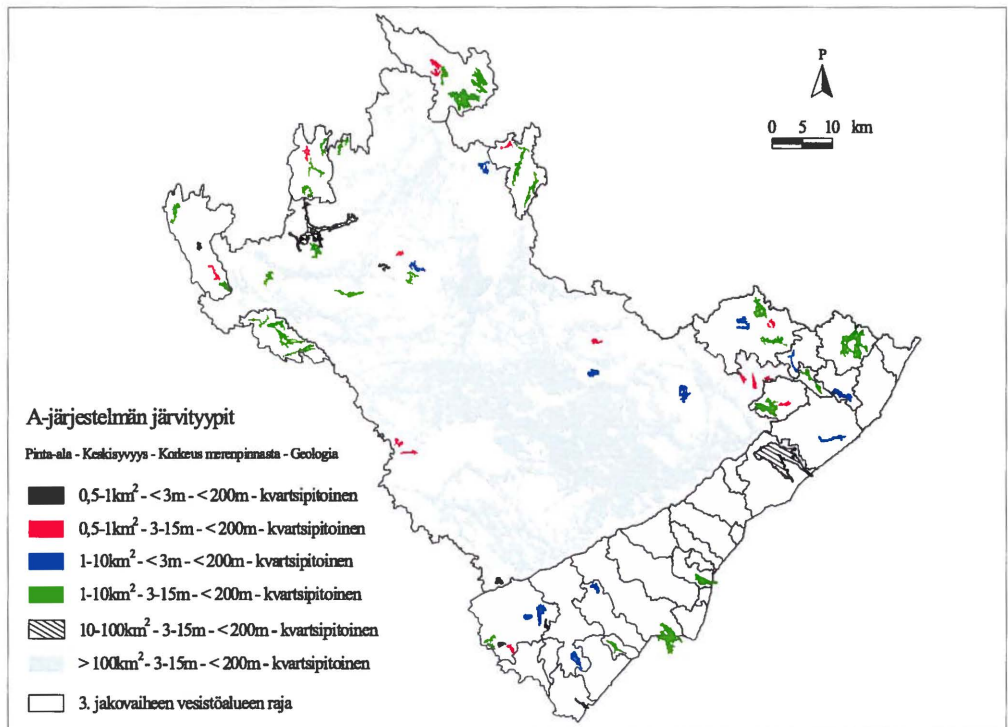 P
0 5 10 km
A-järjestelmän järvityypit
Pinta-ala - Keskisyvyys - Korkeus merenpinnasta - Geologia
0,5-1km² - < 3m - < 200m - kvartsipitoinen
0,5-1km² - 3-15m - < 200m - kvartsipitoinen
1-10km² - < 3m - < 200m - kvartsipitoinen
1-10km² - 3-15m - < 200m - kvartsipitoinen
10-100km² - 3-15m - < 200m - kvartsipitoinen
> 100km² - 3-15m - < 200m - kvartsipitoinen
3. jakovaiheen vesistöalueen raja